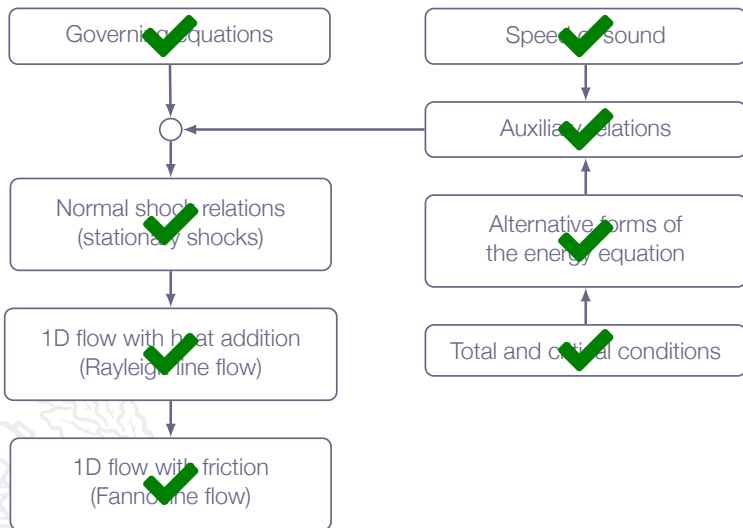 Governing equations
Speed of sound
Auxiliary relations
Normal shock relations
(stationary shocks)
Alternative forms of
the energy equation
1D flow with heat addition
(Rayleigh line flow)
Total and critical conditions
1D flow with friction
(Fanno line flow)